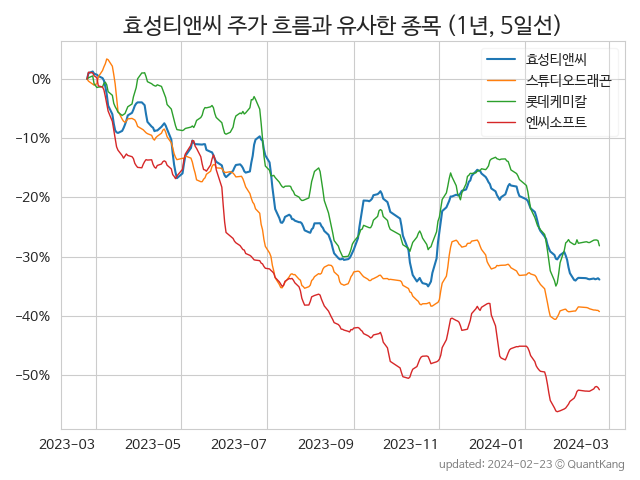 효성티앤씨 주가 흐름과 유사한 종목 (1년, 5일선)
효성티앤씨
스튜디오드래곤
롯데케미칼
엔씨소프트
0%
−10%
−20%
−30%
−40%
−50%
2023−03 2023−05 2023−07 2023−09 2023−11 2024−01 2024−03
updated: 2024-02-23 © QuantKang